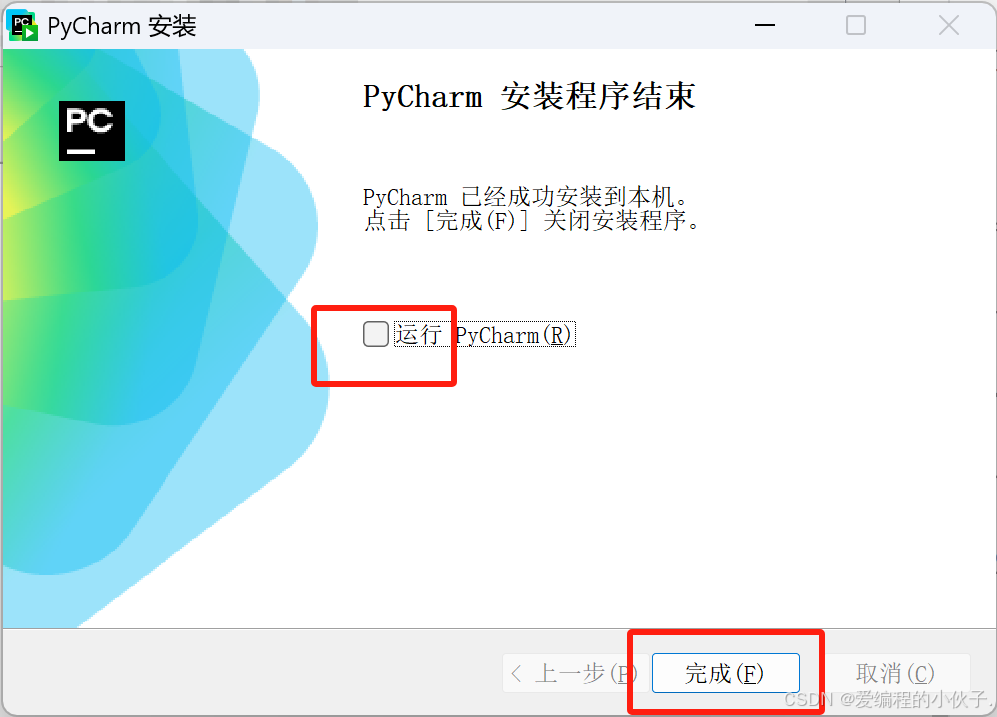 PyCharm 安装
PC
PyCharm 安装程序结束
PyCharm 已经成功安装到本机。
点击 [完成(F)] 关闭安装程序。
运行 PyCharm(R)
< 上一步(P)
完成(F)
取消(C)
CSDN @爱编程的小伙子.